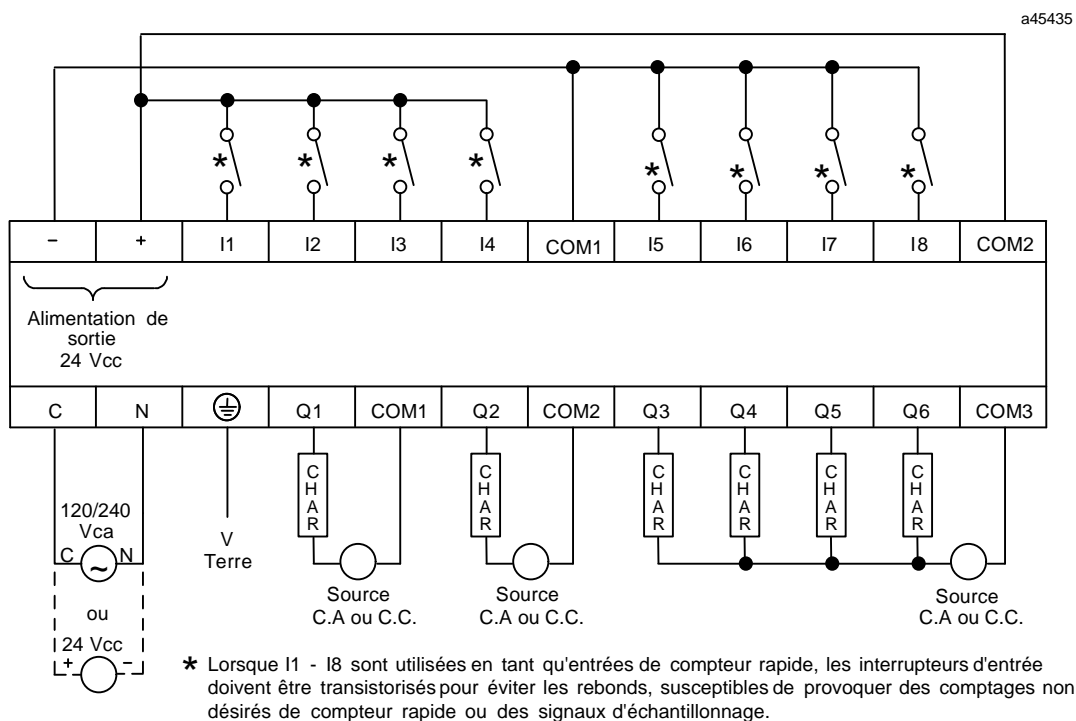 a45435
* * * * * * * *
− + I1 I2 I3 I4 COM1 I5 I6 I7 I8 COM2
Alimentation de
sortie
24 Vcc
C N Q1 COM1 Q2 COM2 Q3 Q4 Q5 Q6 COM3
CHAR CHAR CHAR CHAR CHAR CHAR
120/240
Vca
C ~ N
ou
24 Vcc
+ −
V
Terre
Source
C.A ou C.C.
Source
C.A ou C.C.
Source
C.A ou C.C.
* Lorsque I1 - I8 sont utilisées en tant qu'entrées de compteur rapide, les interrupteurs d'entrée
doivent être transistorisés pour éviter les rebonds, susceptibles de provoquer des comptages non
désirés de compteur rapide ou des signaux d'échantillonnage.